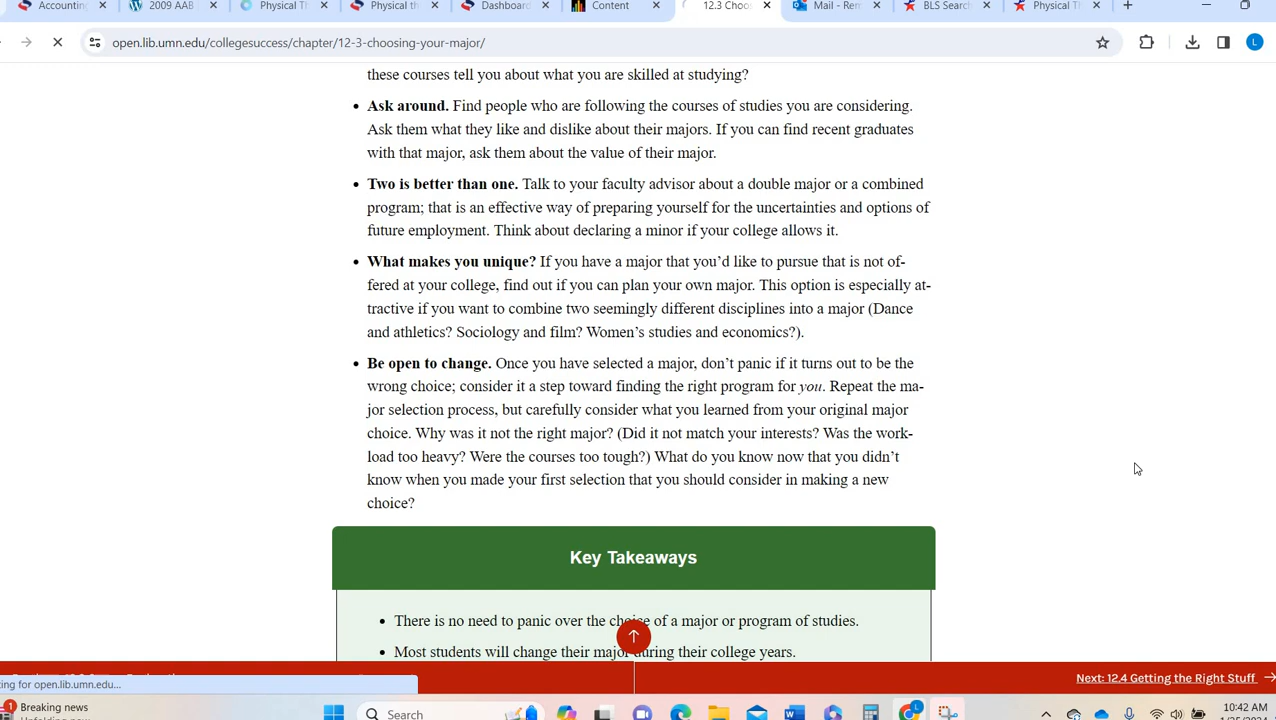 Accounting
2009 AAB
Physical Th
Physical th
Dashboar
Content
12.3 Choo
Mail - Rem
BLS Search
Physical Th
open.lib.umn.edu/collegesuccess/chapter/12-3-choosing-your-major/
L
these courses tell you about what you are skilled at studying?
• Ask around. Find people who are following the courses of studies you are considering.
Ask them what they like and dislike about their majors. If you can find recent graduates
with that major, ask them about the value of their major.
• Two is better than one. Talk to your faculty advisor about a double major or a combined
program; that is an effective way of preparing yourself for the uncertainties and options of
future employment. Think about declaring a minor if your college allows it.
• What makes you unique? If you have a major that you’d like to pursue that is not of-
fered at your college, find out if you can plan your own major. This option is especially at-
tractive if you want to combine two seemingly different disciplines into a major (Dance
and athletics? Sociology and film? Women’s studies and economics?).
• Be open to change. Once you have selected a major, don’t panic if it turns out to be the
wrong choice; consider it a step toward finding the right program for you. Repeat the ma-
jor selection process, but carefully consider what you learned from your original major
choice. Why was it not the right major? (Did it not match your interests? Was the work-
load too heavy? Were the courses too tough?) What do you know now that you didn’t
know when you made your first selection that you should consider in making a new
choice?
Key Takeaways
• There is no need to panic over the choice of a major or program of studies.
• Most students will change their major during their college years.
Next: 12.4 Getting the Right Stuff
ting for open.lib.umn.edu...
1
Breaking news
Search
10:42 AM